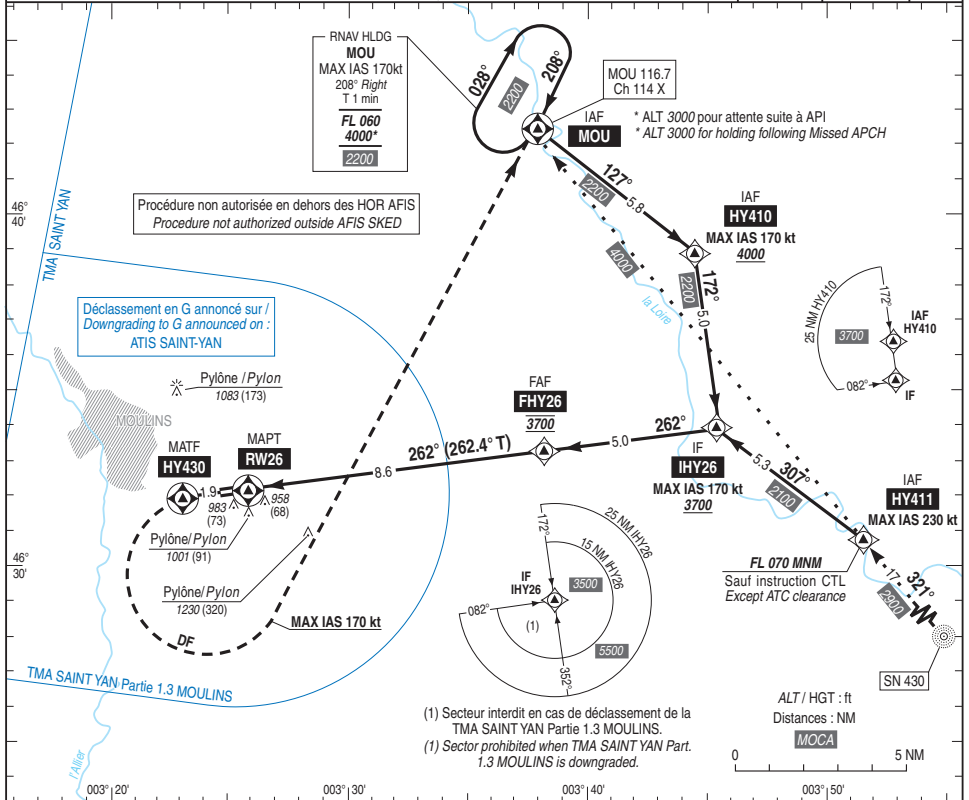 RNAV HLDG
MOU
MAX IAS 170kt
208° Right
T 1 min
FL 060
4000*
2200
028°
208°
2200
MOU 116.7
Ch 114 X
IAF
MOU
* ALT 3000 pour attente suite à API
* ALT 3000 for holding following Missed APCH
127°
2200
5.8
46°
40'
TMA SAINT YAN
Procédure non autorisée en dehors des HOR AFIS
Procedure not authorized outside AFIS SKED
IAF
HY410
MAX IAS 170 kt
4000
4000
172°
2200
5.0
la Loire
Déclassement en G annoncé sur /
Downgrading to G announced on :
ATIS SAINT-YAN
25 NM HY410
172°
3700
IAF
HY410
082°
IF
Pylône / Pylon
1083 (173)
MOULINS
FAF
FHY26
3700
262° (262.4° T)
8.6
5.0
262°
IF
IHY26
MAX IAS 170 kt
3700
5.3
307°
2100
MATF
HY430
MAPT
RW26
1.9
983
(73)
958
(68)
Pylône/Pylon
1001 (91)
IAF
HY411
MAX IAS 230 kt
46°
30'
Pylône/Pylon
1230 (320)
25 NM IHY26
15 NM IHY26
172°
IF
IHY26
3500
082°
(1)
5500
352°
FL 070 MNM
Sauf instruction CTL
Except ATC clearance
321°
17
2900
SN 430
MAX IAS 170 kt
DF
TMA SAINT YAN Partie 1.3 MOULINS
(1) Secteur interdit en cas de déclassement de la
TMA SAINT YAN Partie 1.3 MOULINS.
(1) Sector prohibited when TMA SAINT YAN Part.
1.3 MOULINS is downgraded.
ALT / HGT : ft
Distances : NM
MOCA
0
5 NM
l'Allier
003° 20'
003° 30'
003° 40'
003° 50'